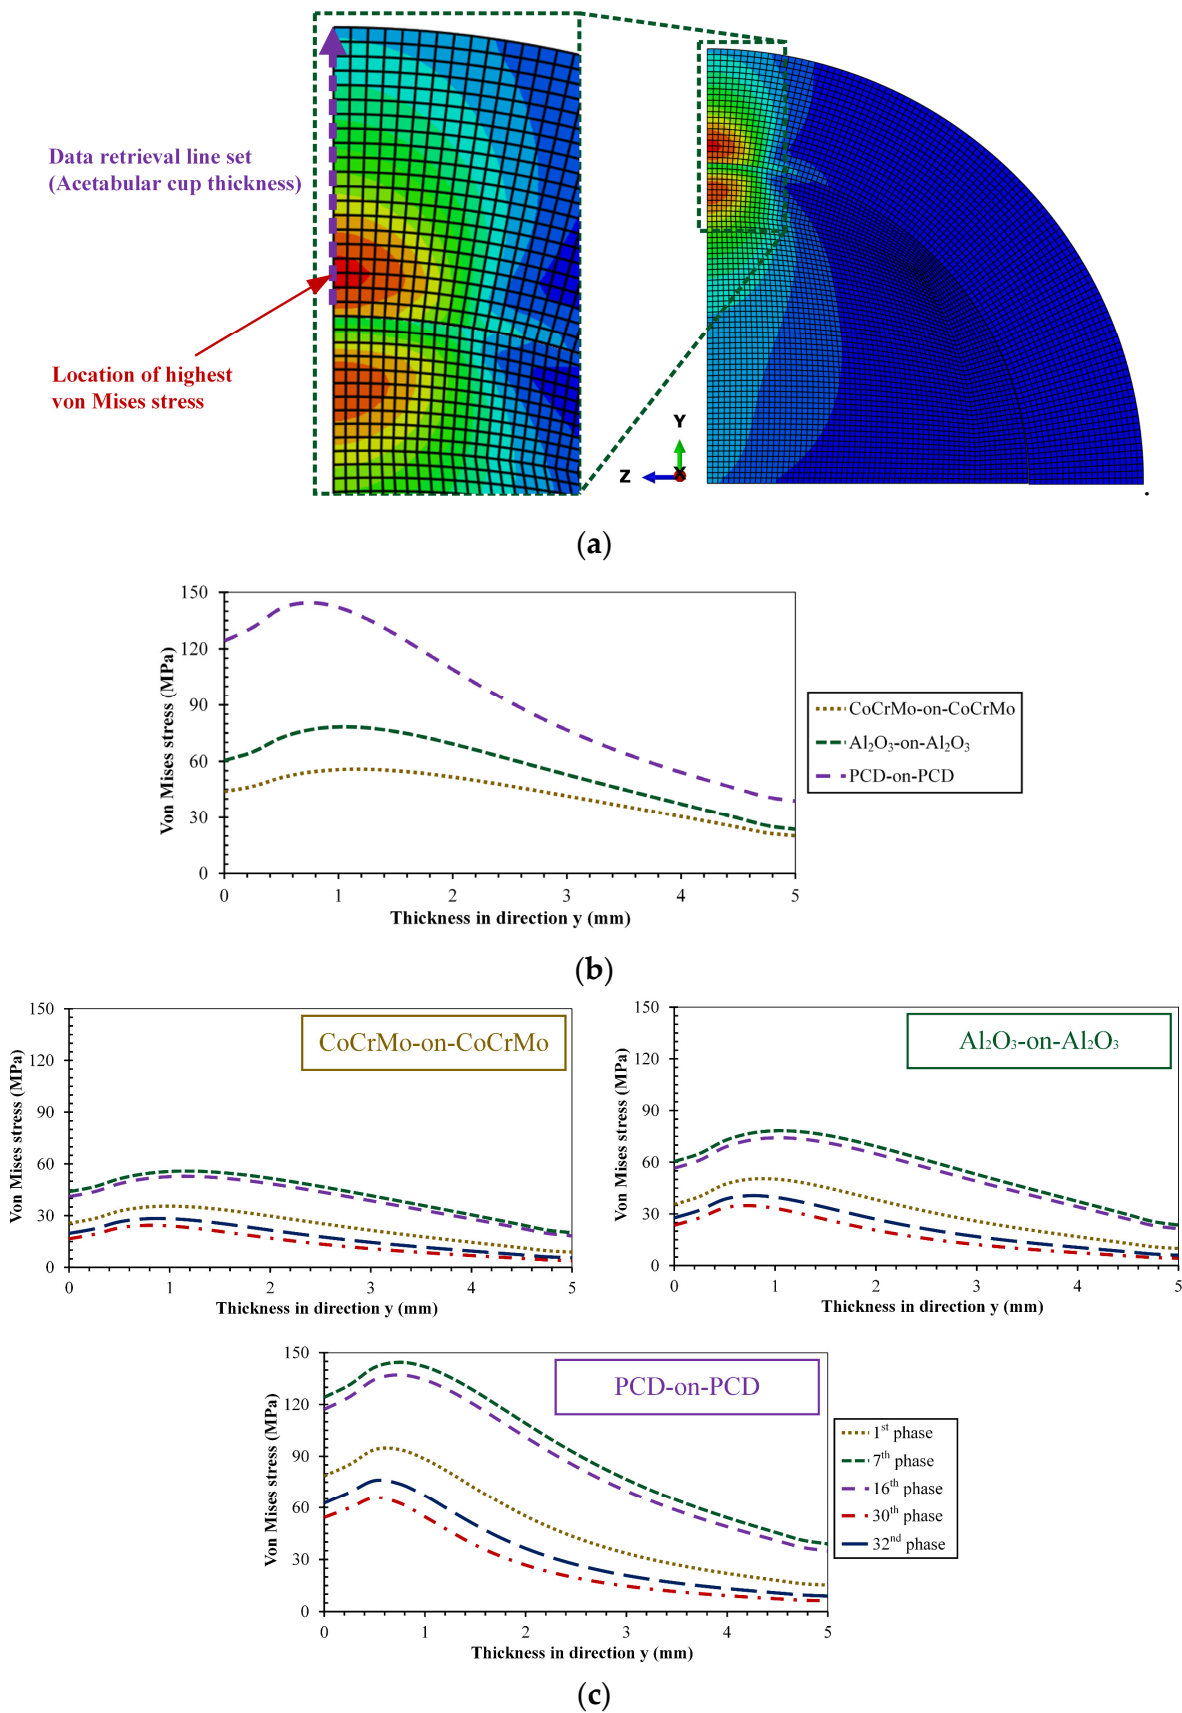 Data retrieval line set
(Acetabular cup thickness)
Location of highest
von Mises stress
Y
Z
X
(a)
150
120
90
60
30
0
Von Mises stress (MPa)
0 1 2 3 4 5
Thickness in direction y (mm)
CoCrMo-on-CoCrMo
Al₂O₃-on-Al₂O₃
PCD-on-PCD
(b)
150
120
90
60
30
0
Von Mises stress (MPa)
CoCrMo-on-CoCrMo
0 1 2 3 4 5
Thickness in direction y (mm)
150
120
90
60
30
0
Von Mises stress (MPa)
Al₂O₃-on-Al₂O₃
0 1 2 3 4 5
Thickness in direction y (mm)
150
120
90
60
30
0
Von Mises stress (MPa)
PCD-on-PCD
0 1 2 3 4 5
Thickness in direction y (mm)
1st phase
7th phase
16th phase
30th phase
32nd phase
(c)